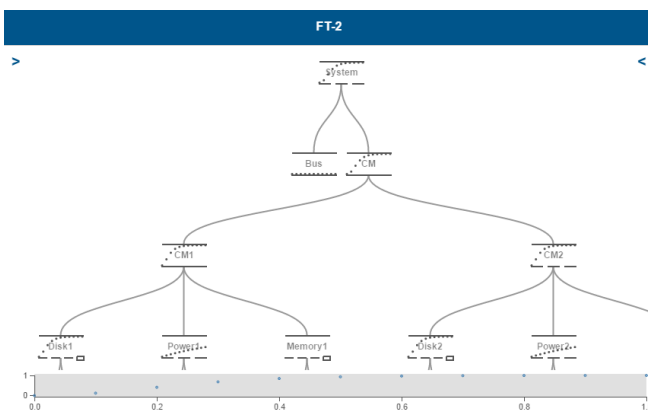 FT-2
> <
System
Bus CM
CM1 CM2
Disk1 Power1 Memory1 Disk2 Power2
1
0
0.0 0.2 0.4 0.6 0.8 1.